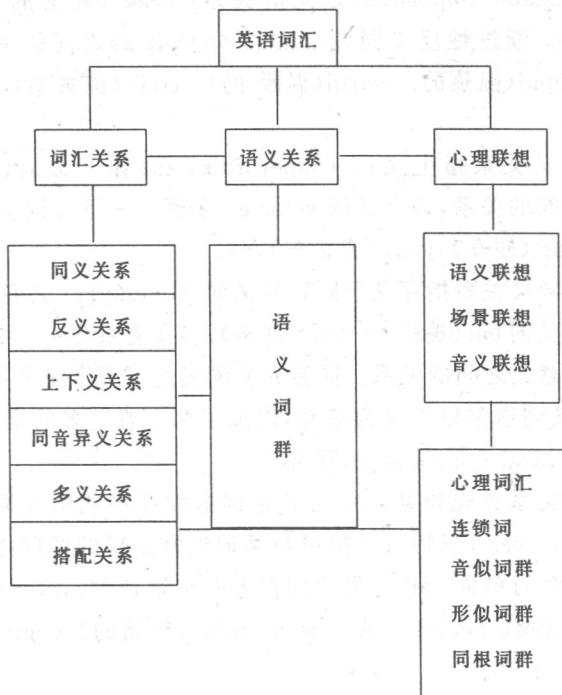 英语词汇
词汇关系
语义关系
心理联想
同义关系
反义关系
上下义关系
同音异义关系
多义关系
搭配关系
语
义
词
群
语义联想
场景联想
音义联想
心理词汇
连锁词
音似词群
形似词群
同根词群